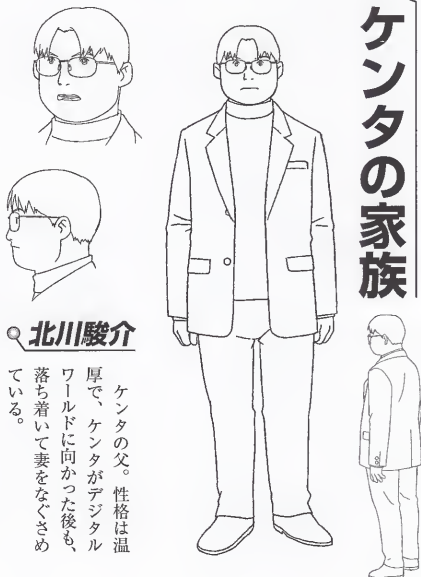 ケンタの家族
北川駿介
ケンタの父。性格は温
厚で、ケンタがデジタル
ワールドに向かった後も、
落ち着いて妻をなぐさめ
ている。